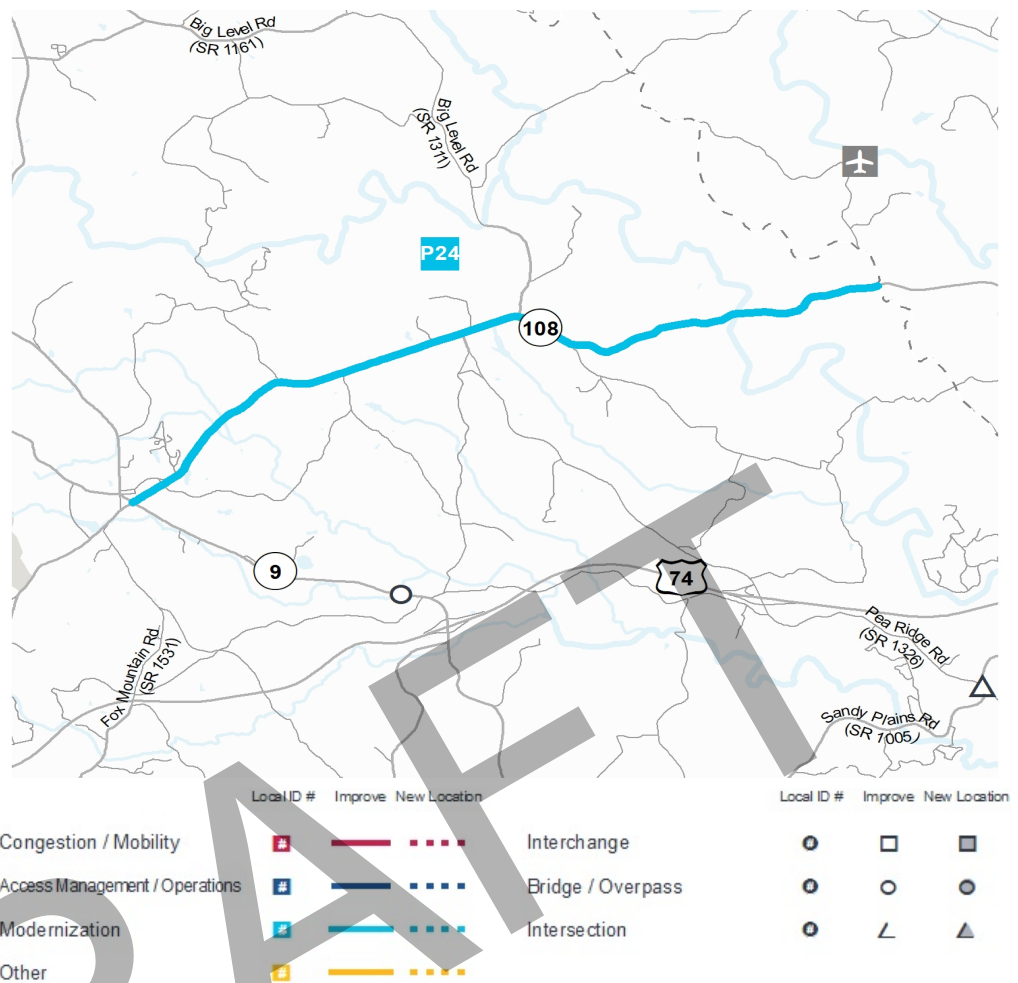 Big Level Rd
(SR 1161)
Big Level Rd
(SR 1311)
P24
108
9
74
Pea Ridge Rd
(SR 1326)
Fox Mountain Rd
(SR 1531)
Sandy Plains Rd
(SR 1005)
DRAFT
Local ID # Improve New Location Local ID # Improve New Location
Congestion / Mobility # Interchange #
Access Management / Operations # Bridge / Overpass #
Modernization # Intersection #
Other #